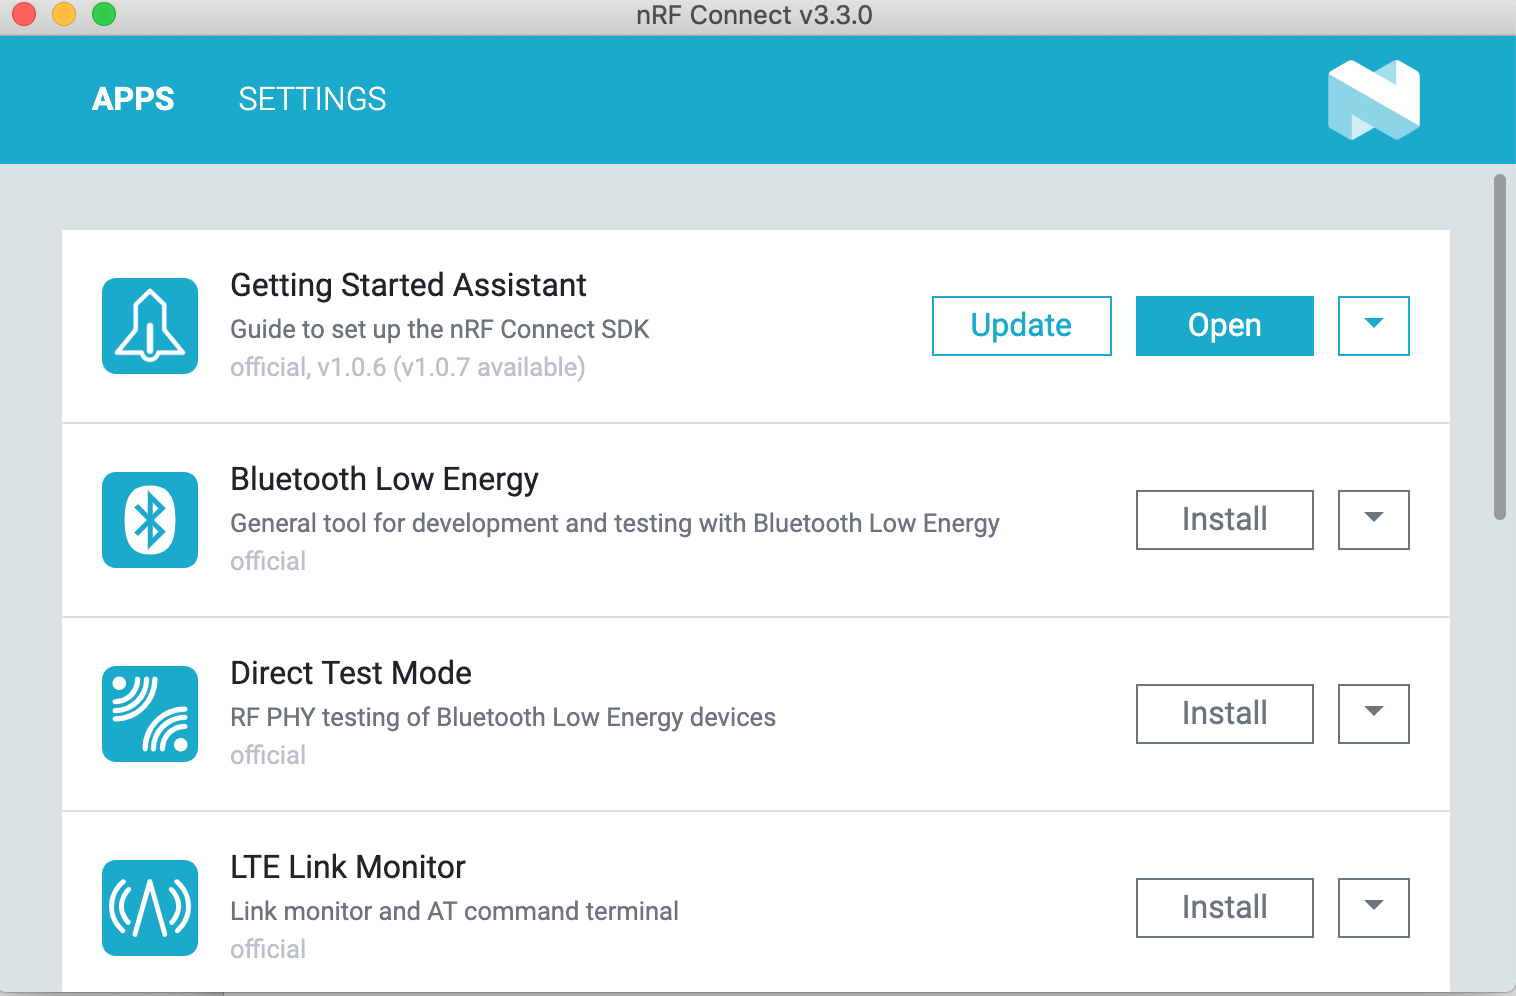 nRF Connect v3.3.0
APPS SETTINGS
Getting Started Assistant
Guide to set up the nRF Connect SDK
official, v1.0.6 (v1.0.7 available)
Update Open
Bluetooth Low Energy
General tool for development and testing with Bluetooth Low Energy
official
Install
Direct Test Mode
RF PHY testing of Bluetooth Low Energy devices
official
Install
LTE Link Monitor
Link monitor and AT command terminal
official
Install